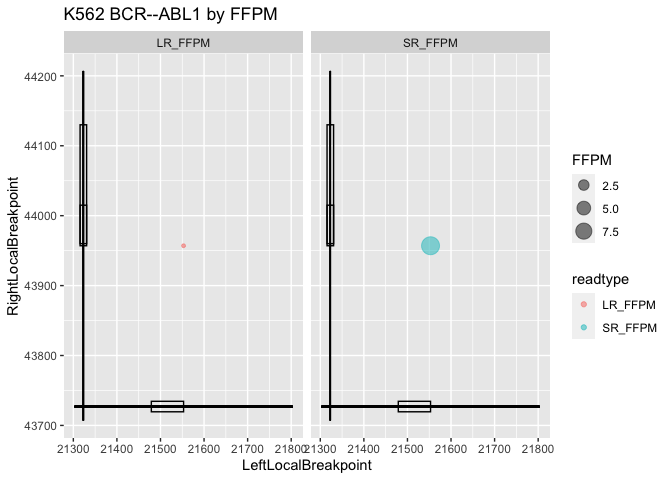 K562 BCR--ABL1 by FFPM
LR_FFPM
SR_FFPM
44200
44100
44000
43900
43800
43700
RightLocalBreakpoint
21300 21400 21500 21600 21700 21800
21300 21400 21500 21600 21700 21800
LeftLocalBreakpoint
FFPM
2.5
5.0
7.5
readtype
LR_FFPM
SR_FFPM